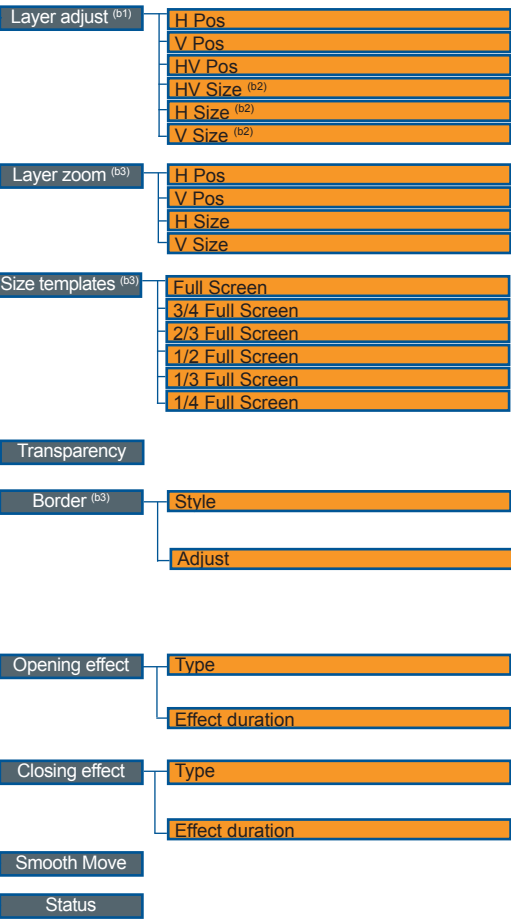 Layer adjust (b1)
H Pos
V Pos
HV Pos
HV Size (b2)
H Size (b2)
V Size (b2)
Layer zoom (b3)
H Pos
V Pos
H Size
V Size
Size templates (b3)
Full Screen
3/4 Full Screen
2/3 Full Screen
1/2 Full Screen
1/3 Full Screen
1/4 Full Screen
Transparency
Border (b3)
Style
Adjust
Opening effect
Type
Effect duration
Closing effect
Type
Effect duration
Smooth Move
Status